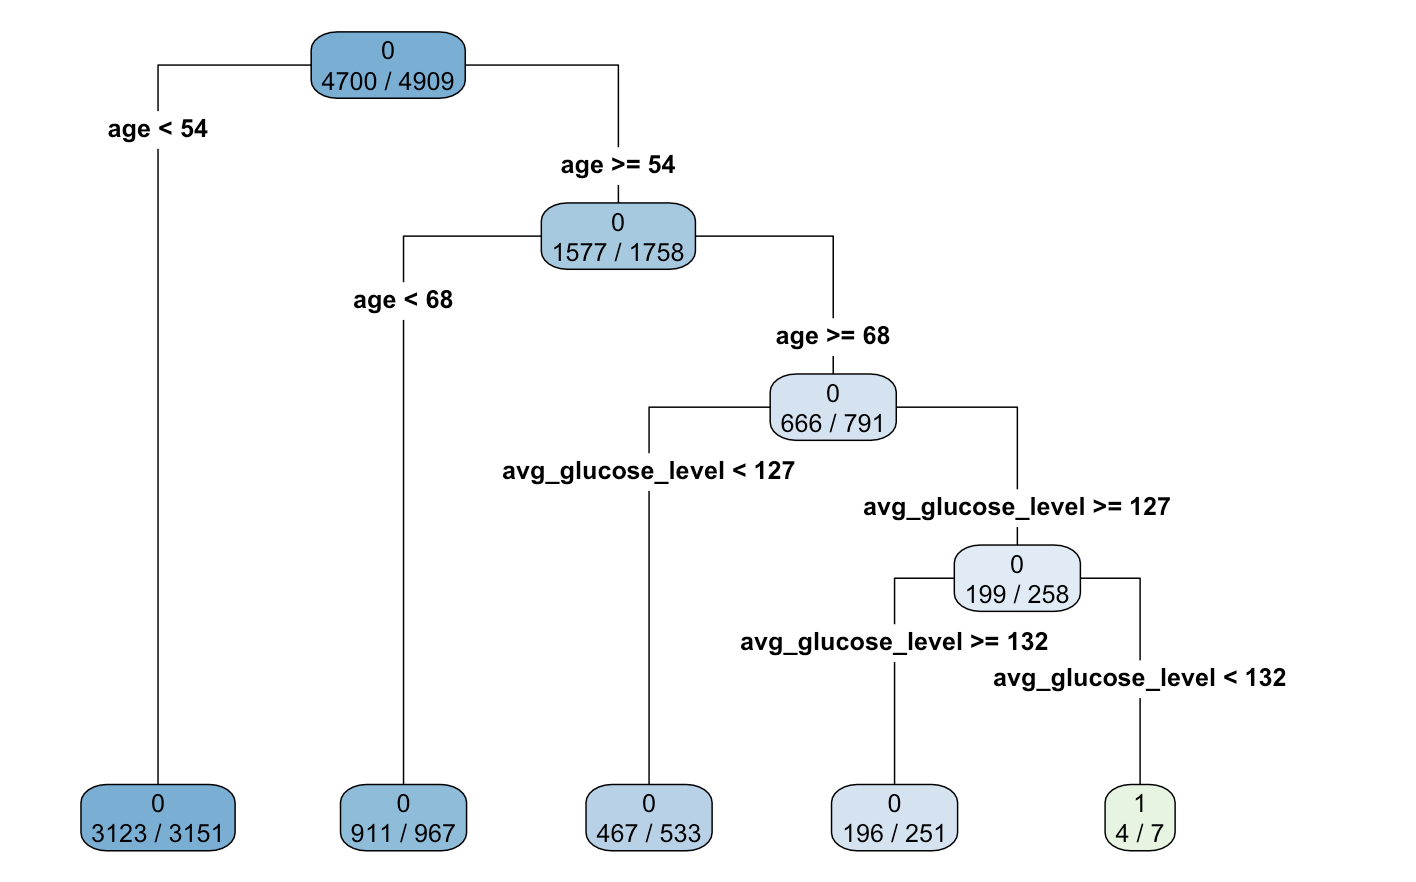 0
4700 / 4909
age < 54
age >= 54
0
1577 / 1758
age < 68
age >= 68
0
666 / 791
avg_glucose_level < 127
avg_glucose_level >= 127
0
199 / 258
avg_glucose_level >= 132
avg_glucose_level < 132
0
3123 / 3151
0
911 / 967
0
467 / 533
0
196 / 251
1
4 / 7